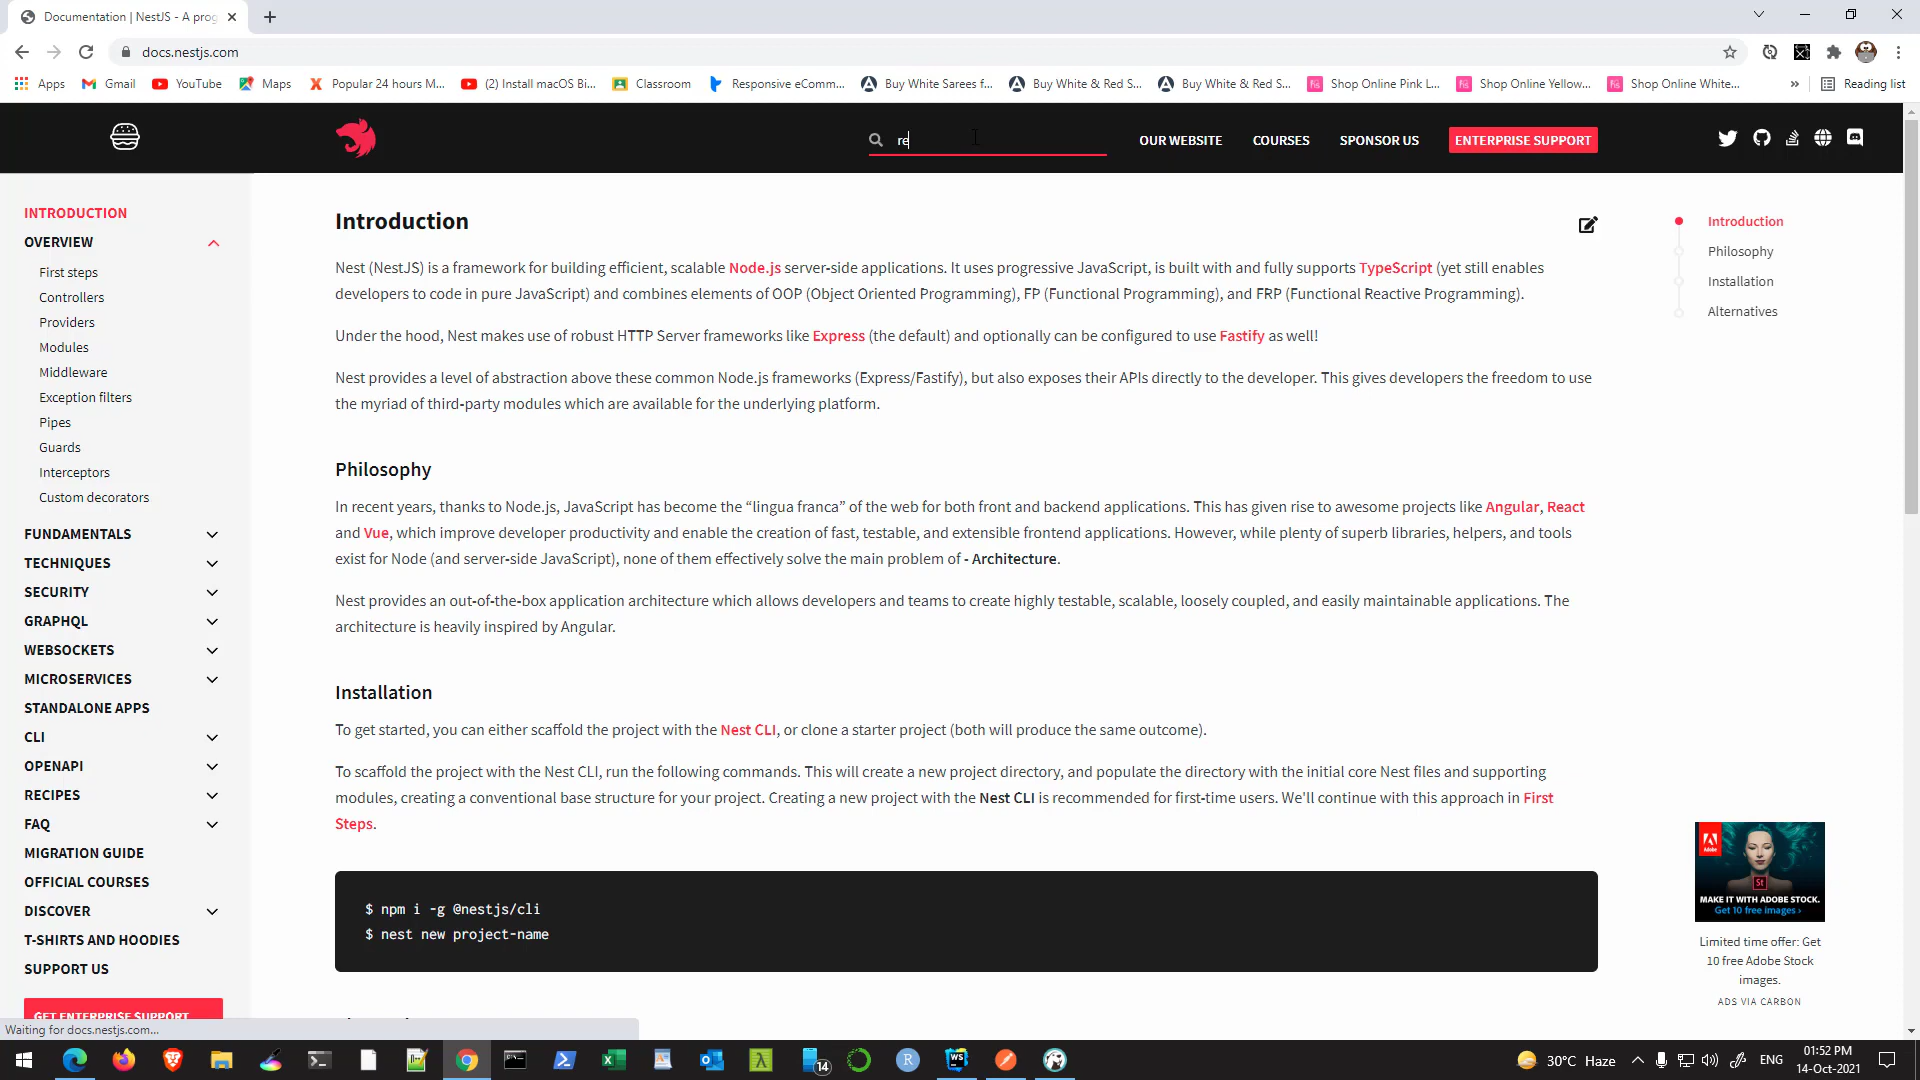 Documentation | NestJS - A prog
docs.nestjs.com
Apps
Gmail
YouTube
Maps
Popular 24 hours M...
(2) Install macOS Bi...
Classroom
Responsive eComm...
Buy White Sarees f...
Buy White & Red S...
Buy White & Red S...
Shop Online Pink L...
Shop Online Yellow...
Shop Online White...
»
Reading list
re
OUR WEBSITE
COURSES
SPONSOR US
ENTERPRISE SUPPORT
INTRODUCTION
OVERVIEW
First steps
Controllers
Providers
Modules
Middleware
Exception filters
Pipes
Guards
Interceptors
Custom decorators
FUNDAMENTALS
TECHNIQUES
SECURITY
GRAPHQL
WEBSOCKETS
MICROSERVICES
STANDALONE APPS
CLI
OPENAPI
RECIPES
FAQ
MIGRATION GUIDE
OFFICIAL COURSES
DISCOVER
T-SHIRTS AND HOODIES
SUPPORT US
GET ENTERPRISE SUPPORT
Waiting for docs.nestjs.com...
Introduction
Nest (NestJS) is a framework for building efficient, scalable Node.js server-side applications. It uses progressive JavaScript, is built with and fully supports TypeScript (yet still enables
developers to code in pure JavaScript) and combines elements of OOP (Object Oriented Programming), FP (Functional Programming), and FRP (Functional Reactive Programming).
Under the hood, Nest makes use of robust HTTP Server frameworks like Express (the default) and optionally can be configured to use Fastify as well!
Nest provides a level of abstraction above these common Node.js frameworks (Express/Fastify), but also exposes their APIs directly to the developer. This gives developers the freedom to use
the myriad of third-party modules which are available for the underlying platform.
Philosophy
In recent years, thanks to Node.js, JavaScript has become the “lingua franca” of the web for both front and backend applications. This has given rise to awesome projects like Angular, React
and Vue, which improve developer productivity and enable the creation of fast, testable, and extensible frontend applications. However, while plenty of superb libraries, helpers, and tools
exist for Node (and server-side JavaScript), none of them effectively solve the main problem of - Architecture.
Nest provides an out-of-the-box application architecture which allows developers and teams to create highly testable, scalable, loosely coupled, and easily maintainable applications. The
architecture is heavily inspired by Angular.
Installation
To get started, you can either scaffold the project with the Nest CLI, or clone a starter project (both will produce the same outcome).
To scaffold the project with the Nest CLI, run the following commands. This will create a new project directory, and populate the directory with the initial core Nest files and supporting
modules, creating a conventional base structure for your project. Creating a new project with the Nest CLI is recommended for first-time users. We'll continue with this approach in First
Steps.
$ npm i -g @nestjs/cli
$ nest new project-name
Introduction
Philosophy
Installation
Alternatives
Adobe
St
MAKE IT WITH ADOBE STOCK.
Get 10 free images ›
Limited time offer: Get
10 free Adobe Stock
images.
ADS VIA CARBON
14
R
WS
30°C Haze
ENG
01:52 PM
14-Oct-2021